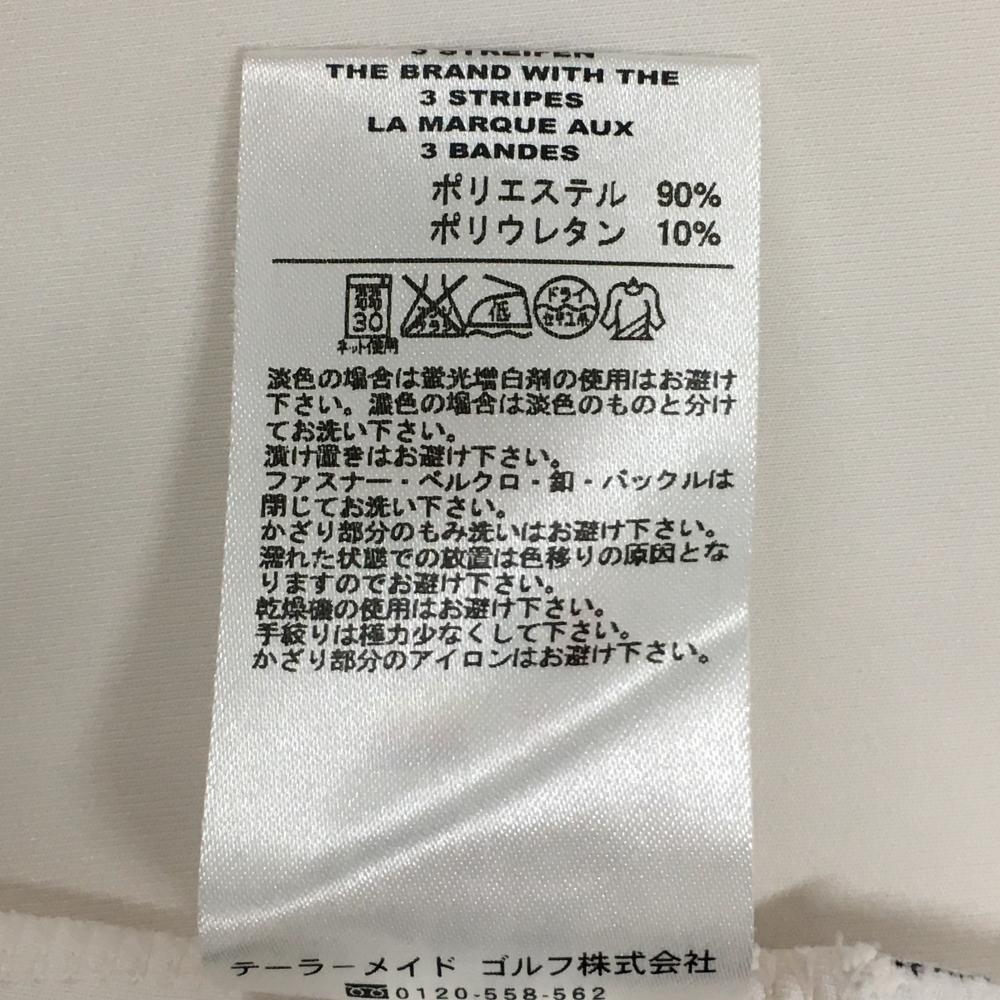 3 STREIFEN
THE BRAND WITH THE
3 STRIPES
LA MARQUE AUX
3 BANDES
ポリエステル 90%
ポリウレタン 10%
30 低 ドライ セキユ系
ネット使用
淡色の場合は蛍光増白剤の使用はお避け
下さい。濃色の場合は淡色のものと分け
てお洗い下さい。
漬け置きはお避け下さい。
ファスナー・ベルクロ・釦・バックルは
閉じてお洗い下さい。
かざり部分のもみ洗いはお避け下さい。
濡れた状態での放置は色移りの原因とな
りますのでお避け下さい。
乾燥機の使用はお避け下さい。
手絞りは極力少なくして下さい。
かざり部分のアイロンはお避け下さい。
テーラーメイド ゴルフ株式会社
0120-558-562